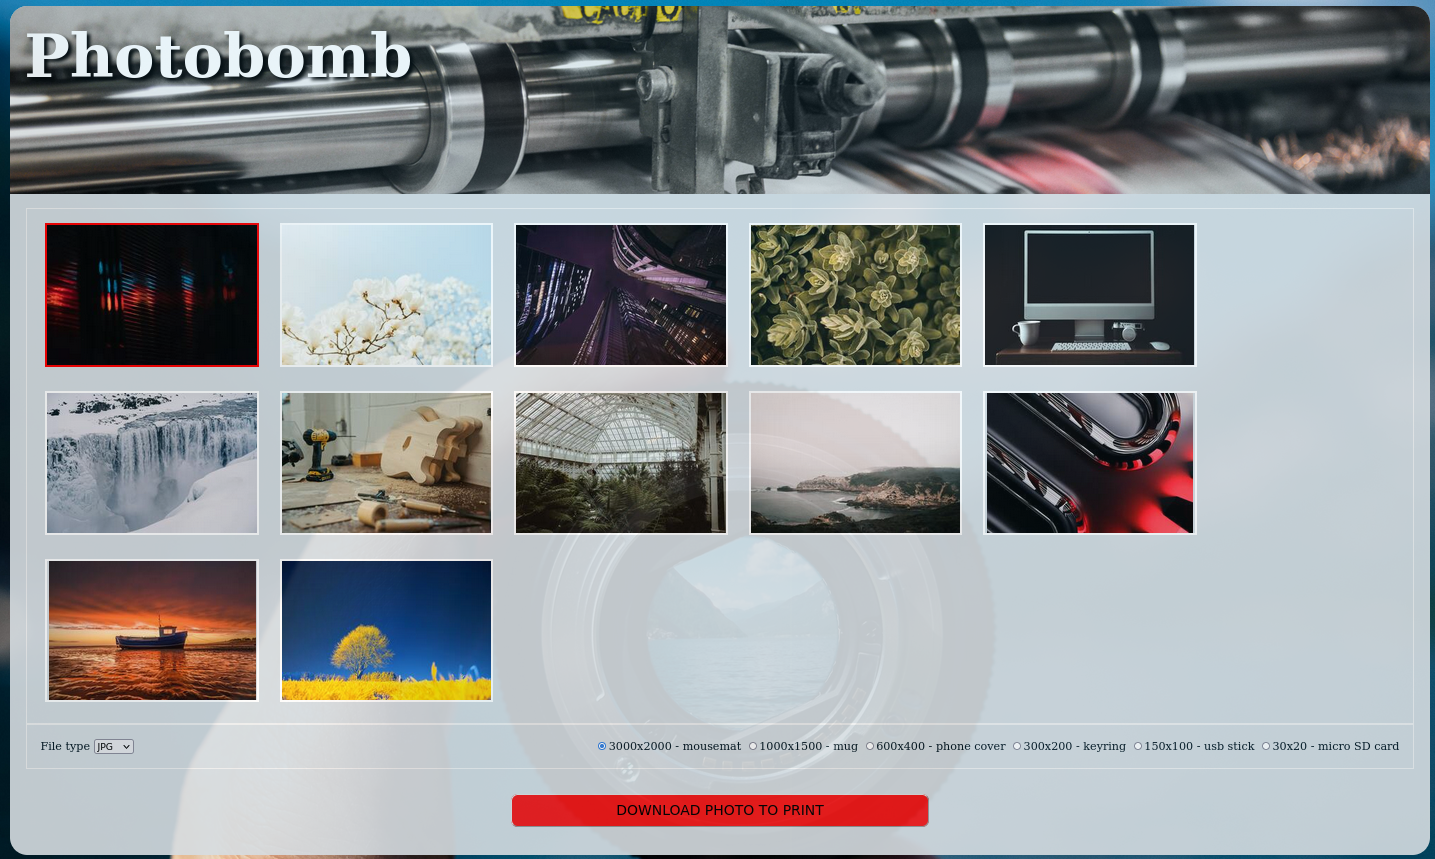 Photobomb
File type JPG
3000x2000 - mousemat 1000x1500 - mug 600x400 - phone cover 300x200 - keyring 150x100 - usb stick 30x20 - micro SD card
DOWNLOAD PHOTO TO PRINT